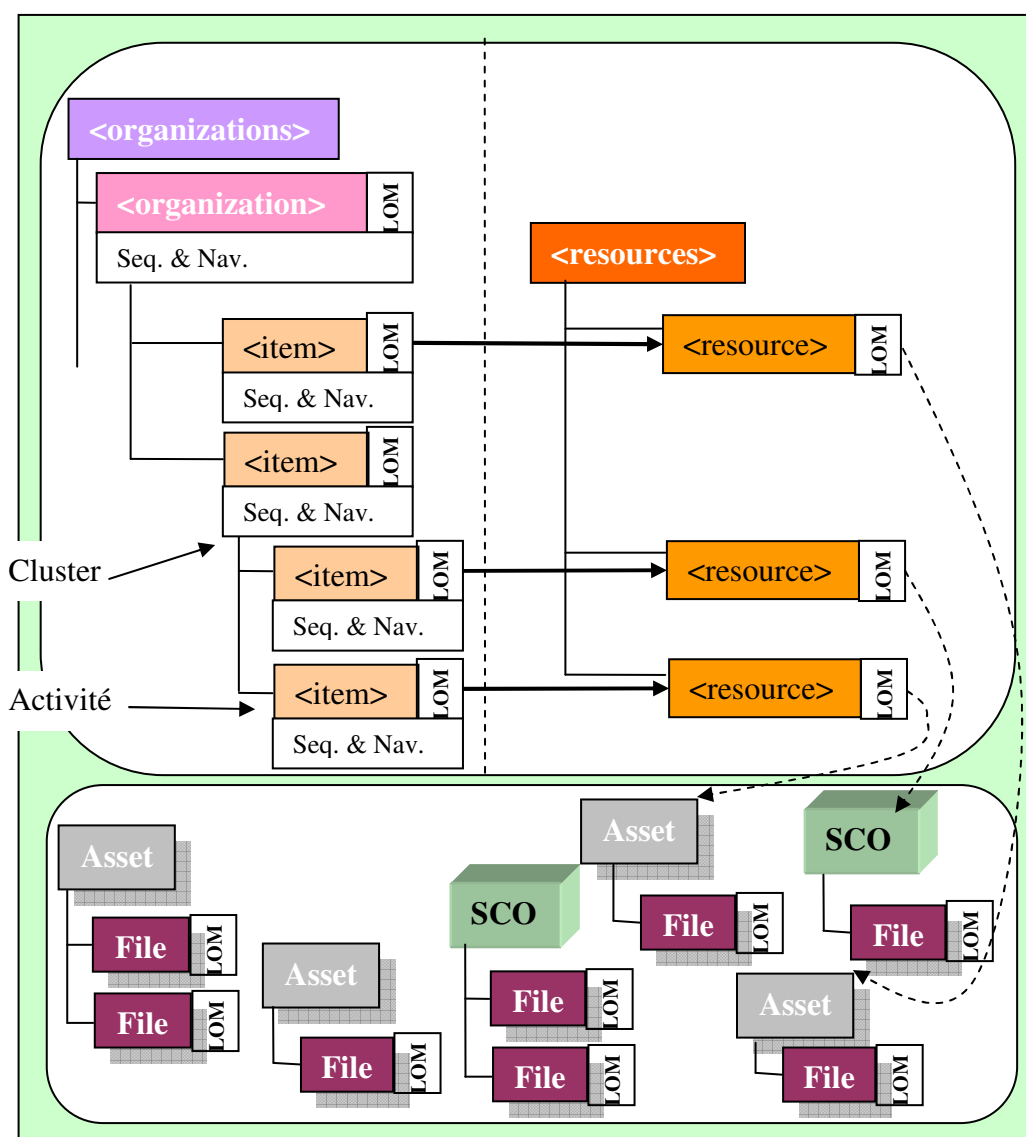 <organizations>
<organization>
LOM
Seq. & Nav.
<resources>
<item>
LOM
<resource>
LOM
Seq. & Nav.
<item>
LOM
Seq. & Nav.
Cluster
<item>
LOM
<resource>
LOM
Seq. & Nav.
Activité
<item>
LOM
<resource>
LOM
Seq. & Nav.
Asset
File
LOM
File
LOM
Asset
File
LOM
SCO
File
LOM
File
LOM
Asset
File
LOM
SCO
File
LOM
Asset
File
LOM